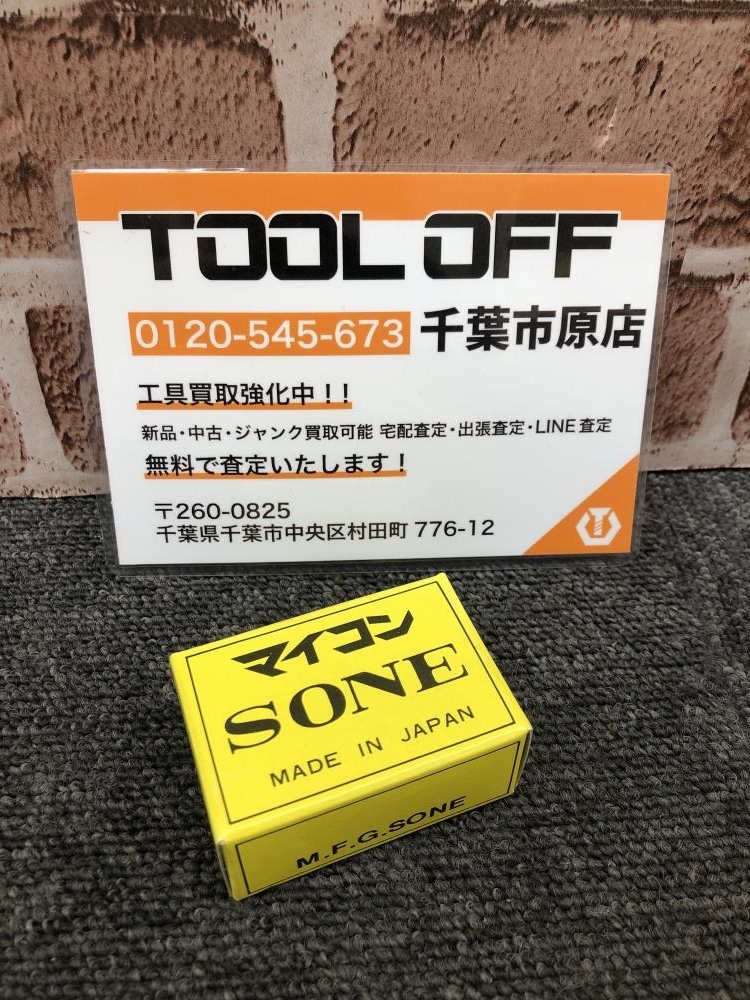 TOOL OFF
0120-545-673 千葉市原店
工具買取強化中！！
新品・中古・ジャンク買取可能 宅配査定・出張査定・LINE査定
無料で査定いたします！
〒260-0825
千葉県千葉市中央区村田町 776-12
マイコン
SONE
MADE IN JAPAN
M.F.G.SONE